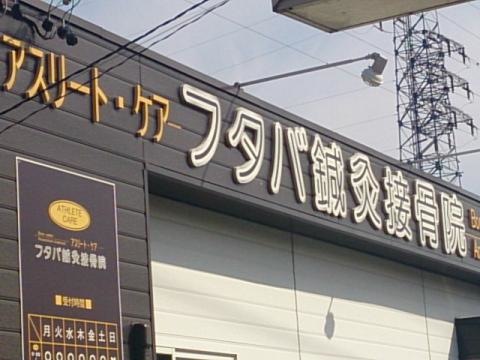 アスリート・ケアー
フタバ鍼灸接骨院
ATHLETE
CARE
アスリート・ケアー
フタバ鍼灸接骨院
■受付時間■
月火水木金土日